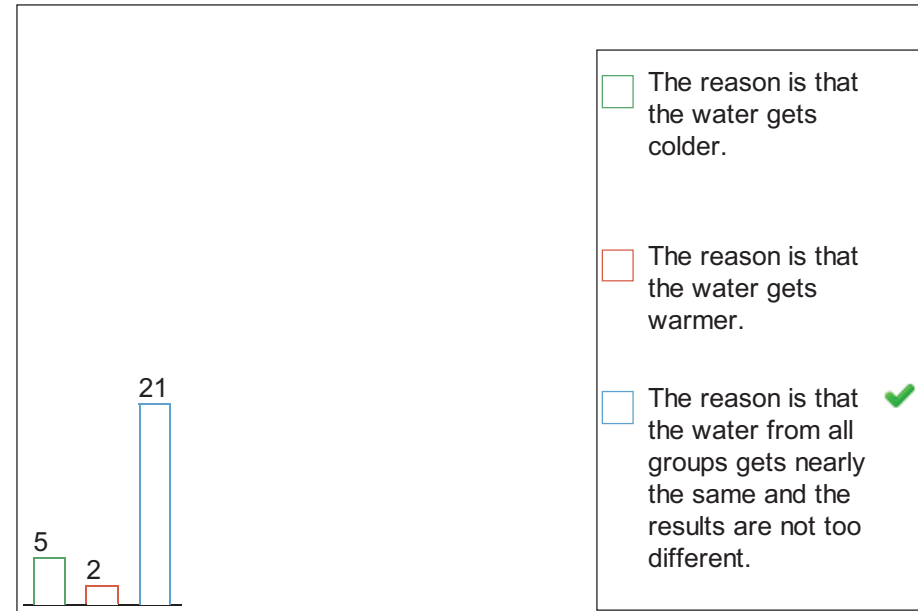 The reason is that
the water gets
colder.
The reason is that
the water gets
warmer.
The reason is that
the water from all
groups gets nearly
the same and the
results are not too
different.
21
5
2